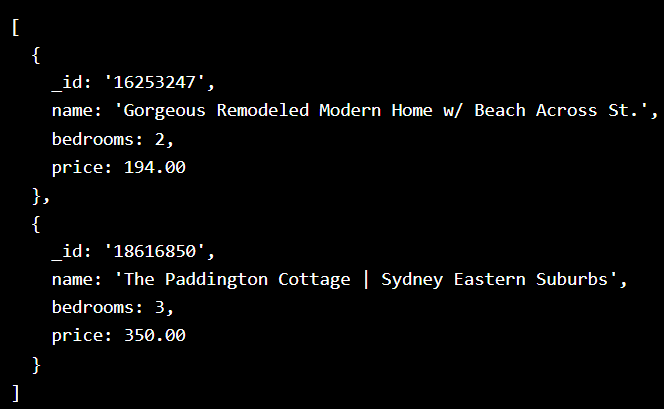 [
  {
    _id: '16253247',
    name: 'Gorgeous Remodeled Modern Home w/ Beach Across St.',
    bedrooms: 2,
    price: 194.00
  },
  {
    _id: '18616850',
    name: 'The Paddington Cottage | Sydney Eastern Suburbs',
    bedrooms: 3,
    price: 350.00
  }
]